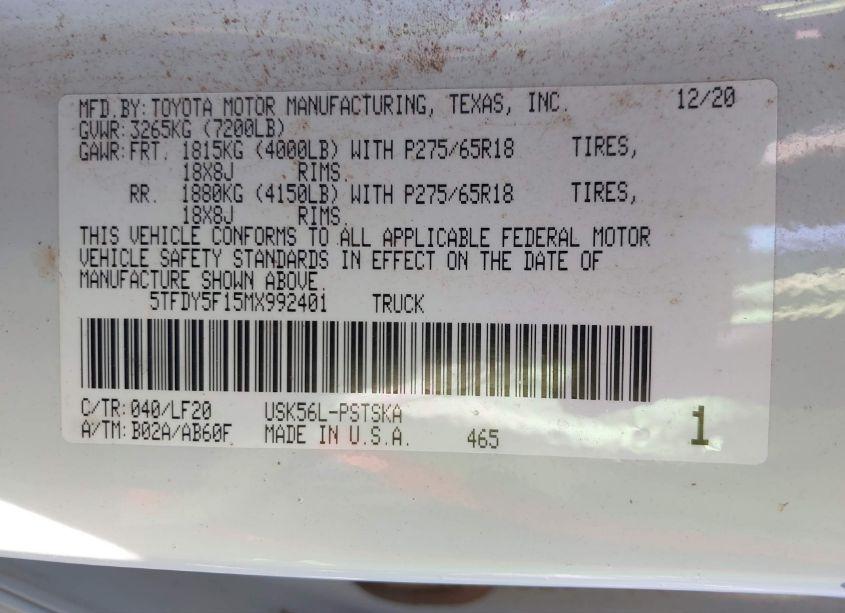 MFD.BY:TOYOTA MOTOR MANUFACTURING, TEXAS, INC. 12/20
GVWR:3265KG (7200LB)
GAWR:FRT. 1815KG (4000LB) WITH P275/65R18 TIRES,
18X8J RIMS.
RR. 1880KG (4150LB) WITH P275/65R18 TIRES,
18X8J RIMS.
THIS VEHICLE CONFORMS TO ALL APPLICABLE FEDERAL MOTOR
VEHICLE SAFETY STANDARDS IN EFFECT ON THE DATE OF
MANUFACTURE SHOWN ABOVE.
5TFDY5F15MX992401 TRUCK
C/TR:040/LF20 USK56L-PSTSKA
A/TM:B02A/AB60F MADE IN U.S.A. 465 1